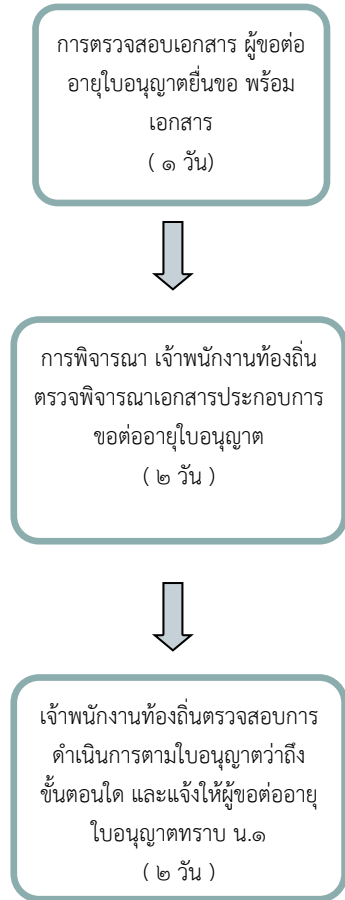 การตรวจสอบเอกสาร ผู้ขอต่อ
อายุใบอนุญาตยื่นขอ พร้อม
เอกสาร
( ๑ วัน)
การพิจารณา เจ้าพนักงานท้องถิ่น
ตรวจพิจารณาเอกสารประกอบการ
ขอต่ออายุใบอนุญาต
( ๒ วัน )
เจ้าพนักงานท้องถิ่นตรวจสอบการ
ดำเนินการตามใบอนุญาตว่าถึง
ขั้นตอนใด และแจ้งให้ผู้ขอต่ออายุ
ใบอนุญาตทราบ น.๑
( ๒ วัน )